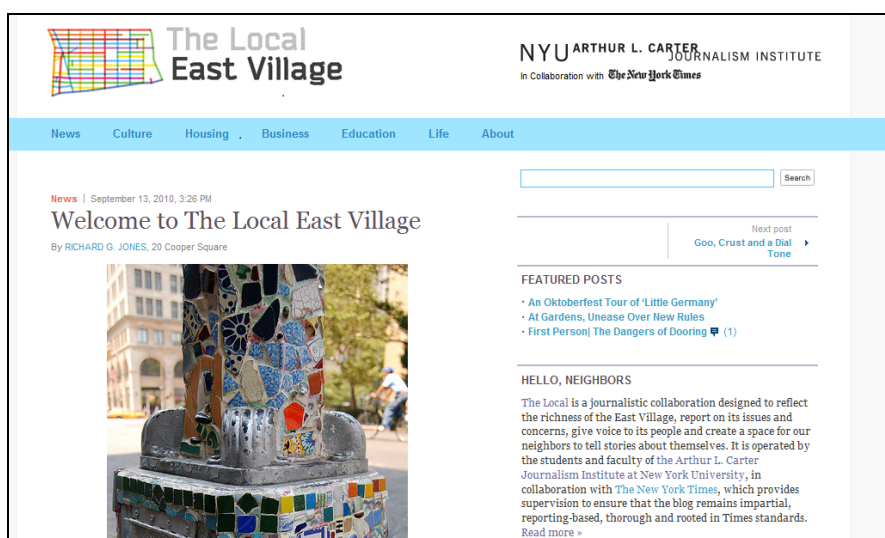 The Local
East Village
NYU ARTHUR L. CARTER
JOURNALISM INSTITUTE
In Collaboration with The New York Times
News Culture Housing . Business Education Life About
Search
News | September 13, 2010, 3:26 PM
Welcome to The Local East Village
By RICHARD G. JONES, 20 Cooper Square
Next post
Goo, Crust and a Dial
Tone
FEATURED POSTS
· An Oktoberfest Tour of ‘Little Germany’
· At Gardens, Unease Over New Rules
· First Person| The Dangers of Dooring (1)
HELLO, NEIGHBORS
The Local is a journalistic collaboration designed to reflect
the richness of the East Village, report on its issues and
concerns, give voice to its people and create a space for our
neighbors to tell stories about themselves. It is operated by
the students and faculty of the Arthur L. Carter
Journalism Institute at New York University, in
collaboration with The New York Times, which provides
supervision to ensure that the blog remains impartial,
reporting-based, thorough and rooted in Times standards.
Read more »